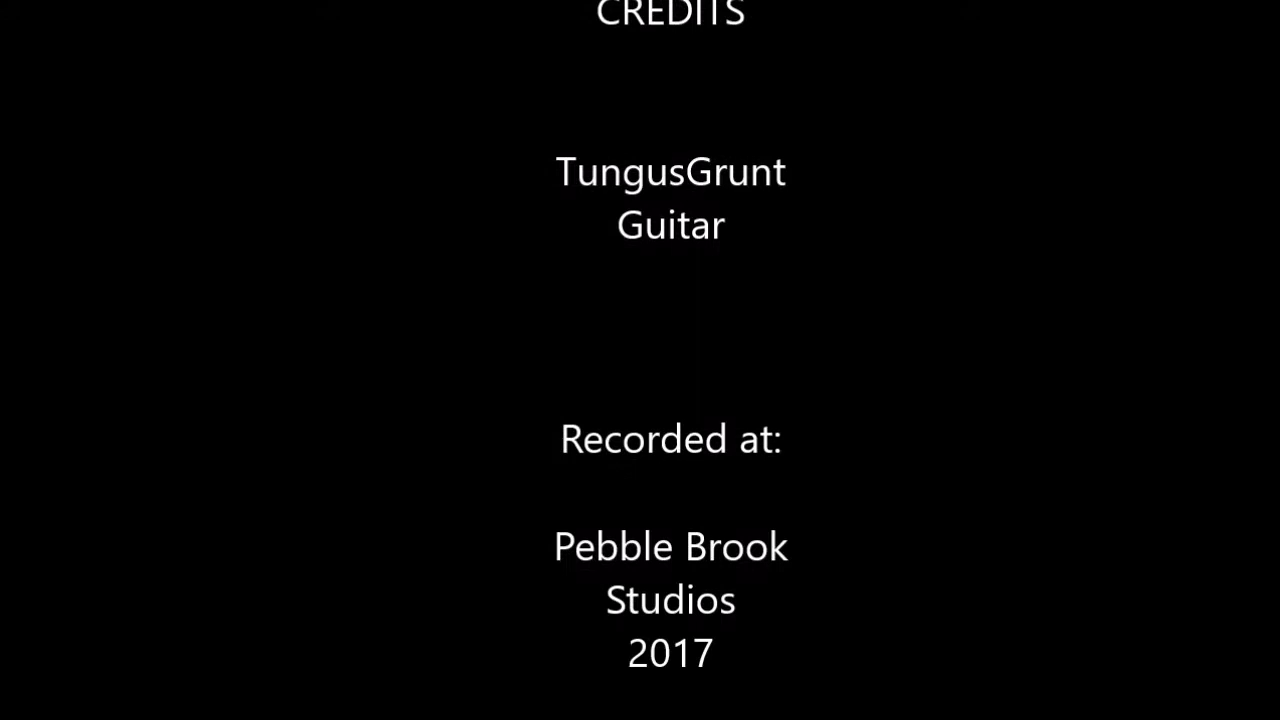 CREDITS
TungusGrunt
Guitar
Recorded at:
Pebble Brook
Studios
2017